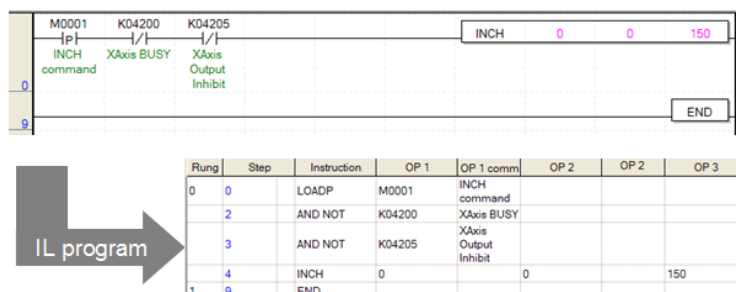 M0001 K04200 K04205
P
INCH 0 0 150
INCH command XAxis BUSY XAxis Output Inhibit
0
END
9
IL program
Rung Step Instruction OP 1 OP 1 comm OP 2 OP 2 OP 3
0 0 LOADP M0001 INCH command
2 AND NOT K04200 XAxis BUSY
3 AND NOT K04205 XAxis Output Inhibit
4 INCH 0 0 150
1 9 END